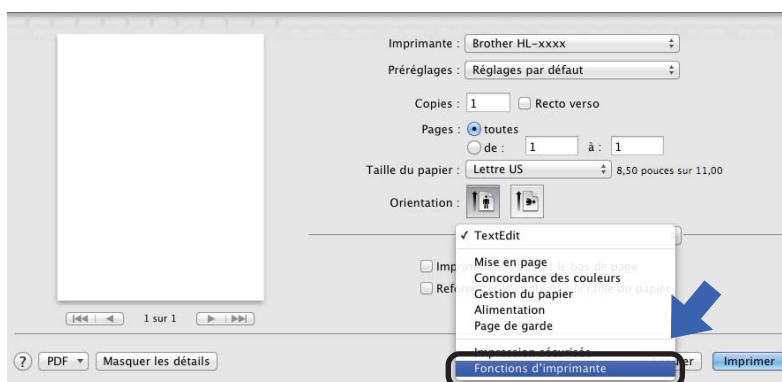 Imprimante : Brother HL-xxxx
Préréglages : Réglages par défaut
Copies : 1 Recto verso
Pages : toutes
de : 1 à : 1
Taille du papier : Lettre US 8,50 pouces sur 11,00
Orientation :
✓ TextEdit
Mise en page
Concordance des couleurs
Gestion du papier
Alimentation
Page de garde
Impression sécurisée
Fonctions d'imprimante
1 sur 1
? PDF Masquer les détails Imprimer